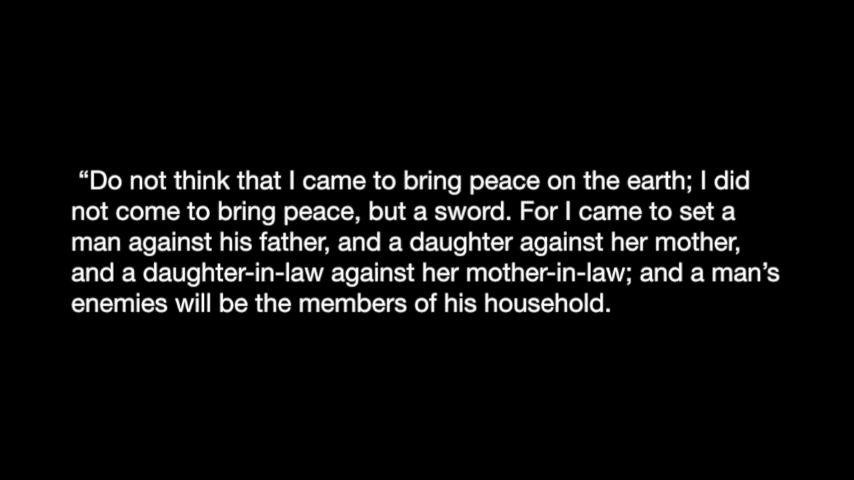 “Do not think that I came to bring peace on the earth; I did
not come to bring peace, but a sword. For I came to set a
man against his father, and a daughter against her mother,
and a daughter-in-law against her mother-in-law; and a man’s
enemies will be the members of his household.